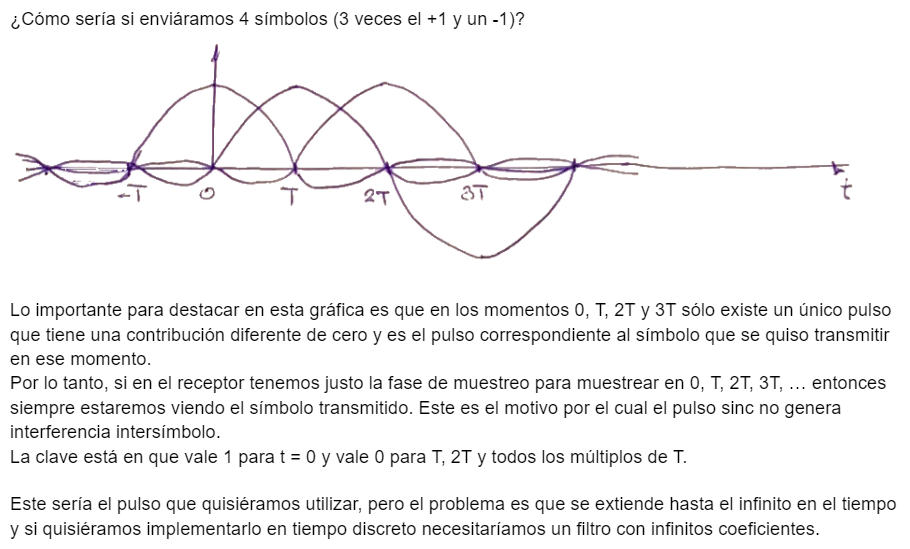 ¿Cómo sería si enviáramos 4 símbolos (3 veces el +1 y un -1)?
-T 0 T 2T 3T t
Lo importante para destacar en esta gráfica es que en los momentos 0, T, 2T y 3T sólo existe un único pulso
que tiene una contribución diferente de cero y es el pulso correspondiente al símbolo que se quiso transmitir
en ese momento.
Por lo tanto, si en el receptor tenemos justo la fase de muestreo para muestrear en 0, T, 2T, 3T, … entonces
siempre estaremos viendo el símbolo transmitido. Este es el motivo por el cual el pulso sinc no genera
interferencia intersímbolo.
La clave está en que vale 1 para t = 0 y vale 0 para T, 2T y todos los múltiplos de T.
Este sería el pulso que quisiéramos utilizar, pero el problema es que se extiende hasta el infinito en el tiempo
y si quisiéramos implementarlo en tiempo discreto necesitaríamos un filtro con infinitos coeficientes.